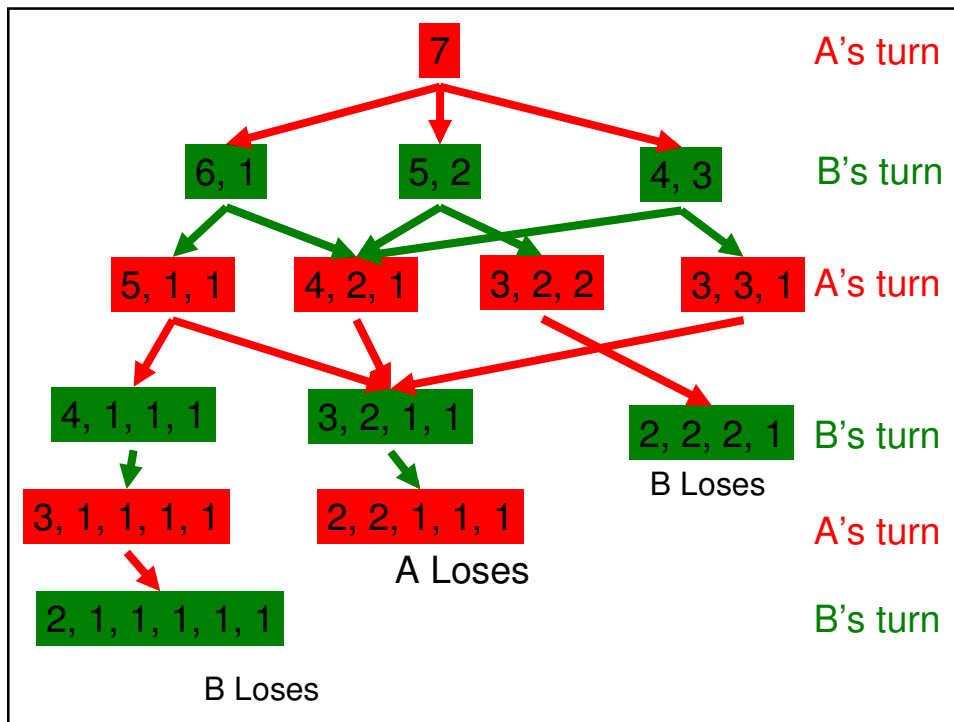 7 A's turn
6, 1 5, 2 4, 3 B's turn
5, 1, 1 4, 2, 1 3, 2, 2 3, 3, 1 A's turn
4, 1, 1, 1 3, 2, 1, 1 2, 2, 2, 1 B's turn
B Loses
3, 1, 1, 1, 1 2, 2, 1, 1, 1 A's turn
A Loses
2, 1, 1, 1, 1, 1 B's turn
B Loses